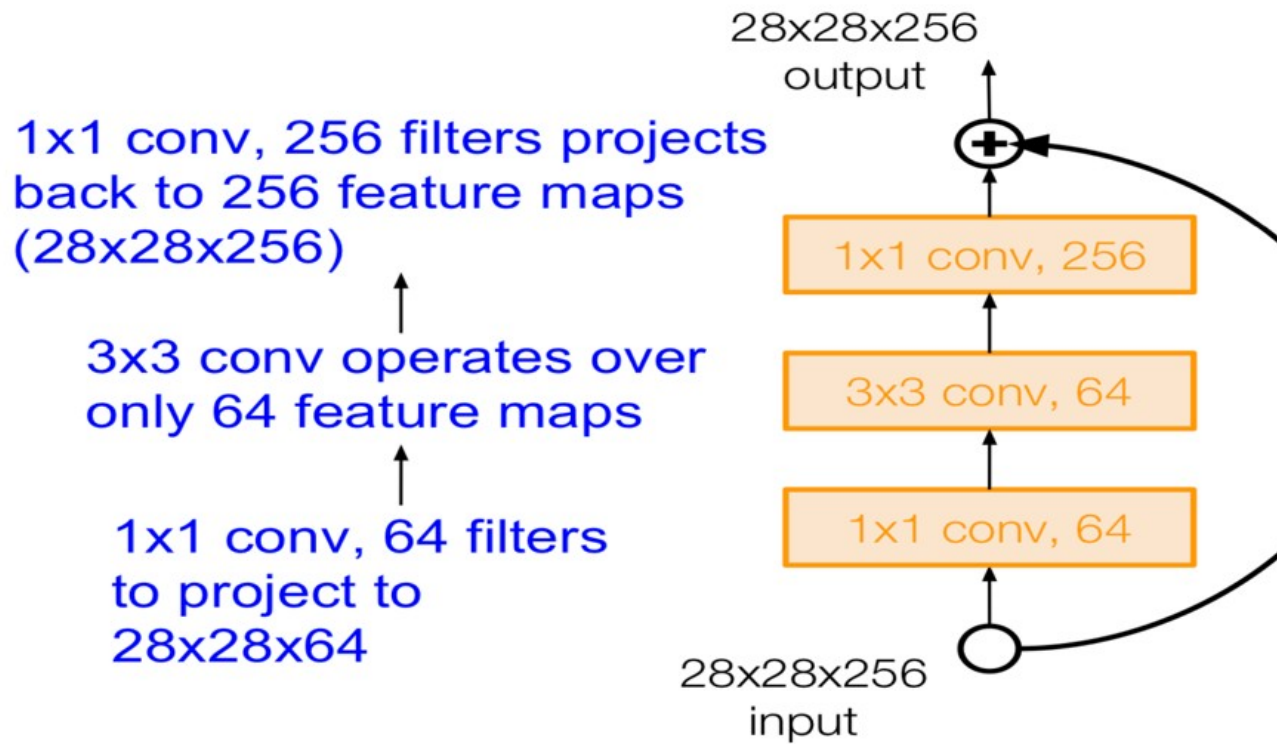 28x28x256
output
1x1 conv, 256 filters projects
back to 256 feature maps
(28x28x256)
1x1 conv, 256
3x3 conv operates over
only 64 feature maps
3x3 conv, 64
1x1 conv, 64 filters
to project to
28x28x64
1x1 conv, 64
28x28x256
input